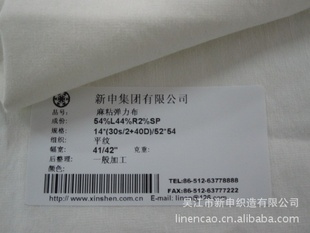 新申集团有限公司
品号: 麻粘弹力布
成份: 54%L44%R2%SP
规格: 14*(30s/2+40D)/52*54
组织: 平纹
幅宽: 41/42" 克重:
后整理: 一般加工
颜色:
TEL:86-512-63778888
FAX:86-512-63777222
http://www.xinshen.com.cn E-mail:
吴江市新申织造有限公司
linencao.en.alibaba.com